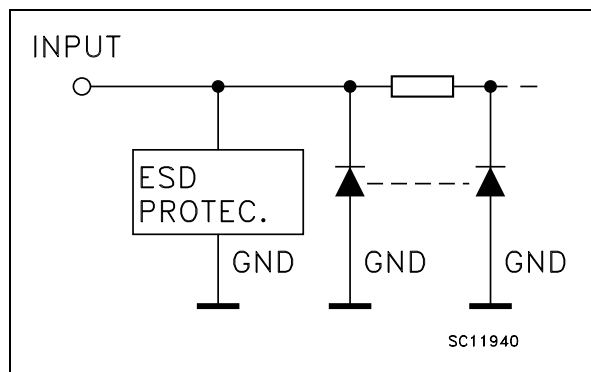 INPUT
ESD
PROTEC.
GND
GND
GND
SC11940